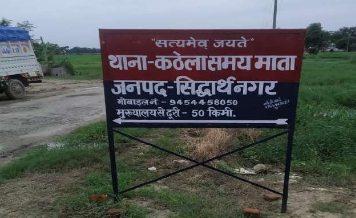 "सत्यमेव जयते"
थाना-कठेला समय माता
जनपद-सिद्धार्थनगर
मोबाइल नं॰ - 9454458050
मुख्यालय से दूरी - 50 किमी.